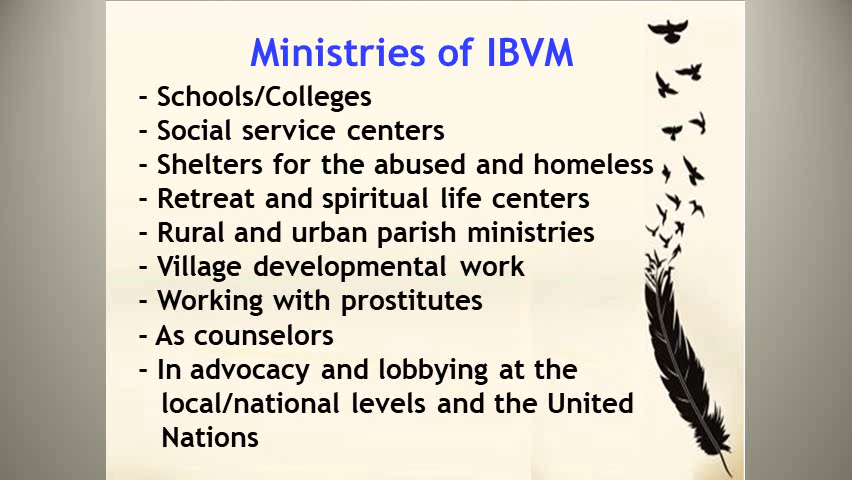 Ministries of IBVM
- Schools/Colleges
- Social service centers
- Shelters for the abused and homeless
- Retreat and spiritual life centers
- Rural and urban parish ministries
- Village developmental work
- Working with prostitutes
- As counselors
- In advocacy and lobbying at the
local/national levels and the United
Nations